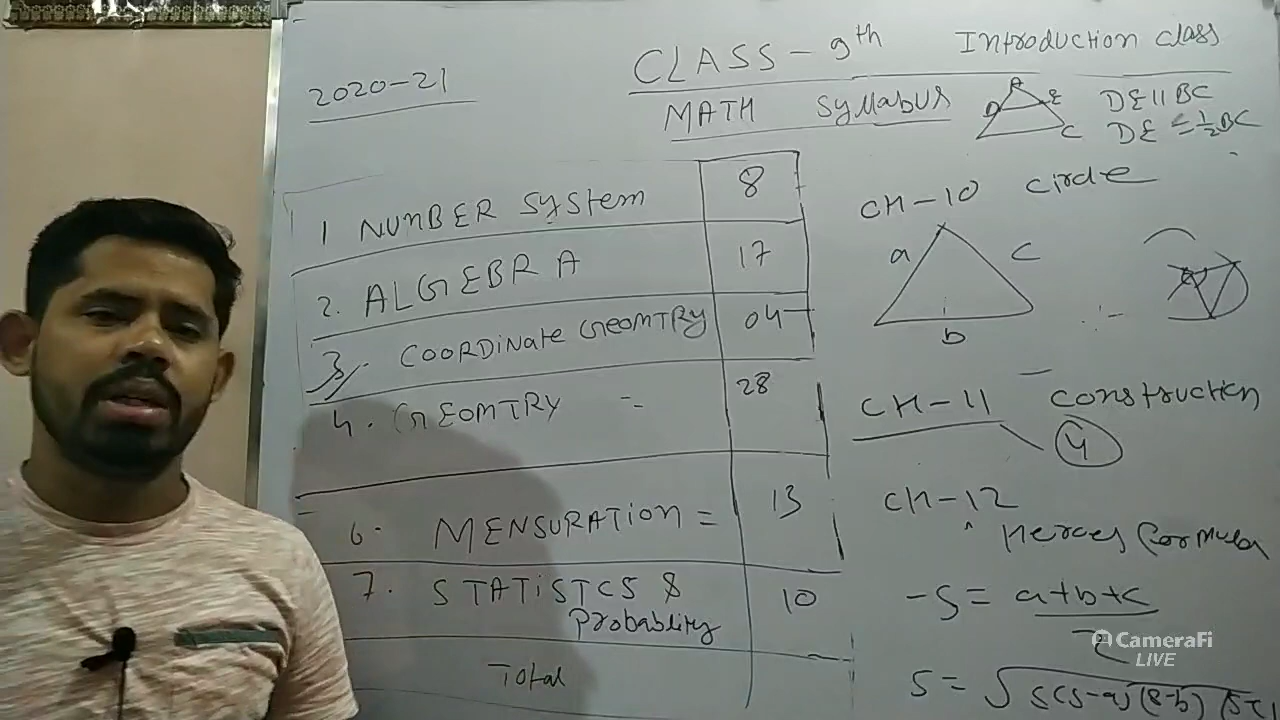 2020-21
CLASS - 9th Introduction class
MATH Syllabus
A
D E
C
DE || BC
DE = 1/2 BC
1 NUMBER System 8
2. ALGEBRA 17
3. COORDINATE GEOMTRY 04
4. GEOMTRY - 28
6. MENSURATION = 13
7. STATISTCS & Probablity 10
Total
CH-10 circle
a c
b
CH-11 construction
4
CH-12
Heroes formula
- S = a+b+c
2
S = √s(s-a)(s-b)
CameraFi
LIVE